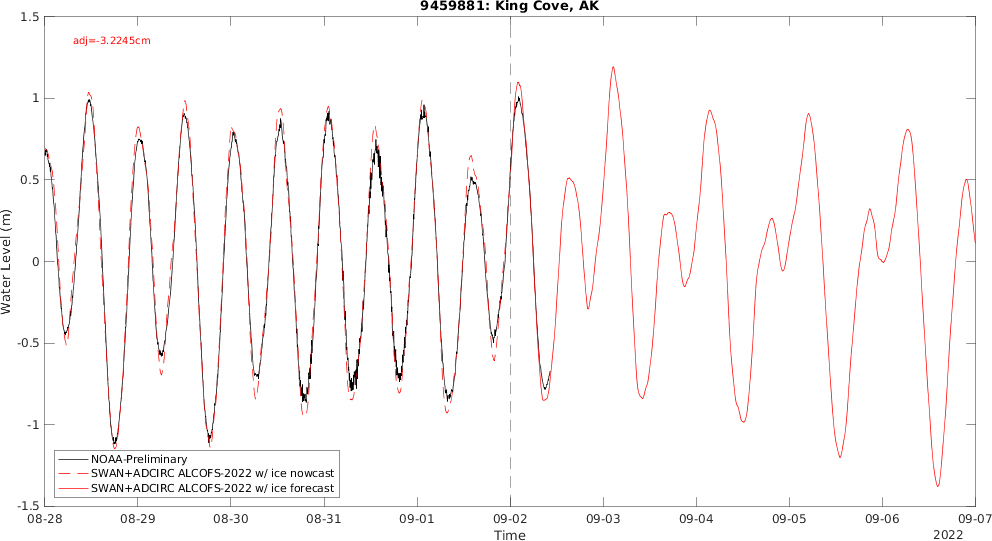 9459881: King Cove, AK
adj=-3.2245cm
Water Level (m)
1.5
1
0.5
0
-0.5
-1
-1.5
NOAA-Preliminary
SWAN+ADCIRC ALCOFS-2022 w/ ice nowcast
SWAN+ADCIRC ALCOFS-2022 w/ ice forecast
08-28 08-29 08-30 08-31 09-01 09-02 09-03 09-04 09-05 09-06 09-07
Time
2022